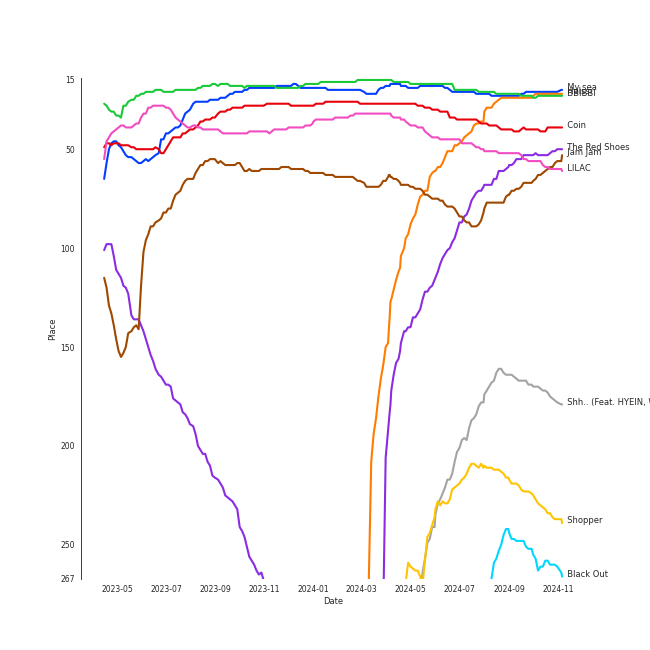 15
50
100
150
200
250
267
Place
2023-05
2023-07
2023-09
2023-11
2024-01
2024-03
2024-05
2024-07
2024-09
2024-11
Date
My sea
Coin
The Red Shoes
Jam Jam
LILAC
Shh.. (Feat. HYEIN,
Shopper
Black Out